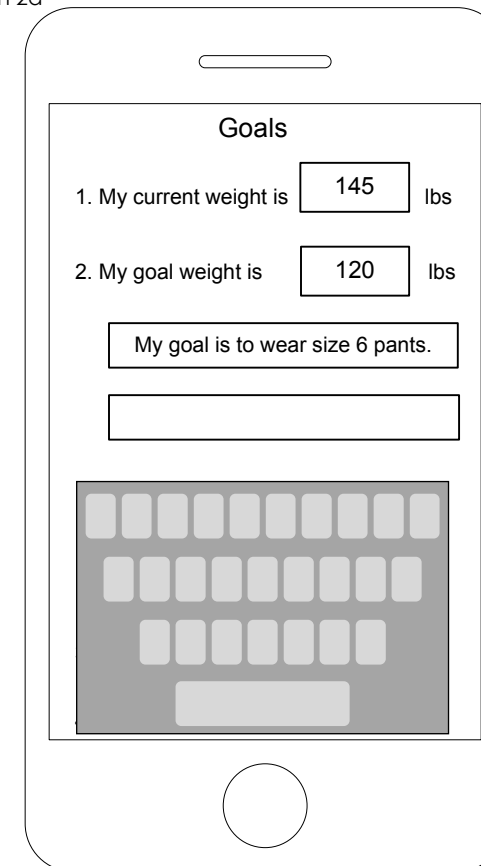 Goals
1. My current weight is 145 lbs
2. My goal weight is 120 lbs
My goal is to wear size 6 pants.